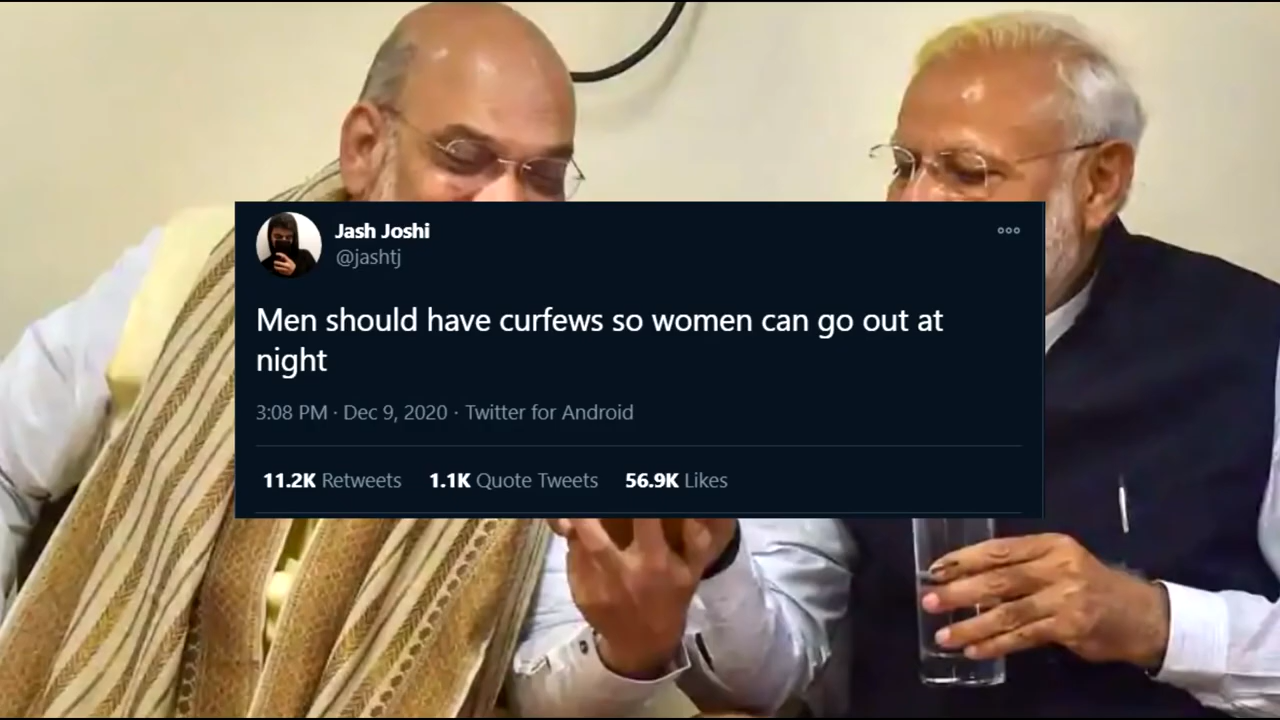 Jash Joshi
@jashtj
Men should have curfews so women can go out at
night
3:08 PM · Dec 9, 2020 · Twitter for Android
11.2K Retweets 1.1K Quote Tweets 56.9K Likes